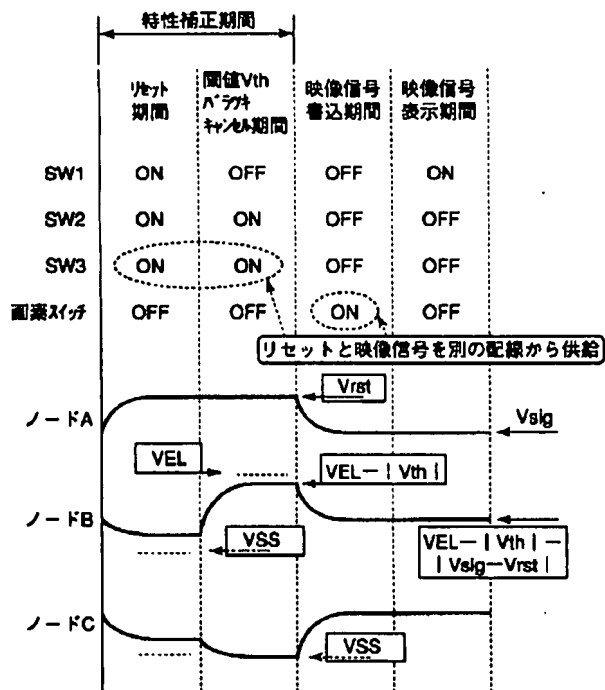 特性補正期間
リセット
期間
閾値Vth
バラツキ
キャンセル期間
映像信号
書込期間
映像信号
表示期間
SW1 ON OFF OFF ON
SW2 ON ON OFF OFF
SW3 ON ON OFF OFF
画素スイッチ OFF OFF ON OFF
リセットと映像信号を別の配線から供給
Vrst
ノードA
Vsig
VEL
VEL－｜Vth｜
ノードB
VSS
VEL－｜Vth｜－
｜Vsig－Vrst｜
ノードC
VSS